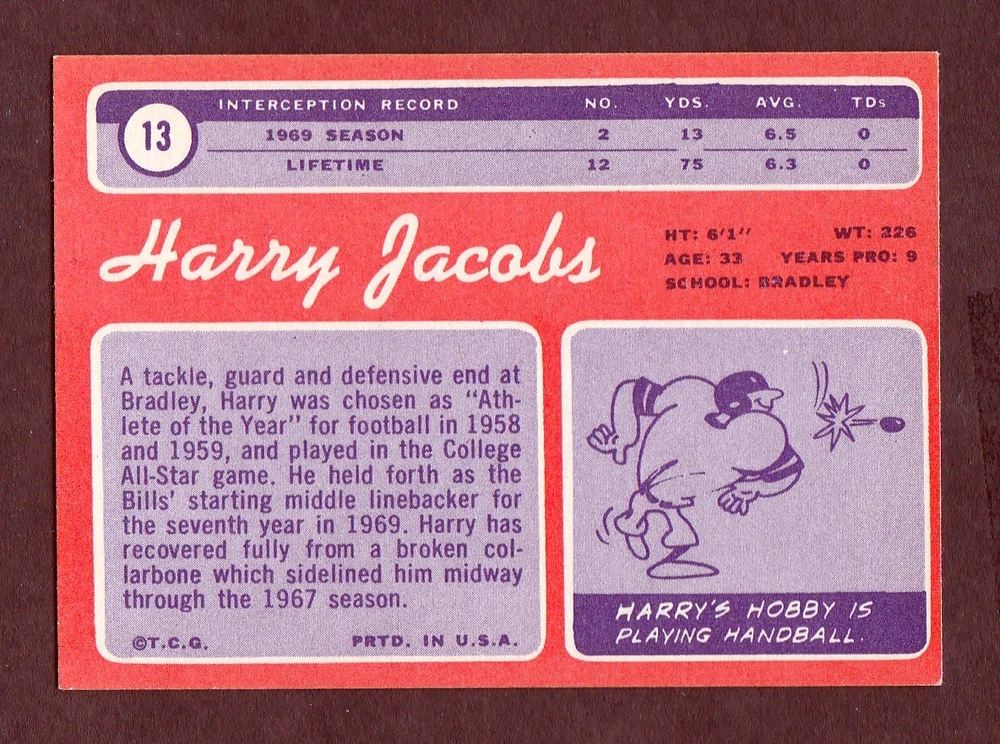 INTERCEPTION RECORD NO. YDS. AVG. TDs
13
1969 SEASON 2 13 6.5 0
LIFETIME 12 75 6.3 0
Harry Jacobs
HT: 6'1" WT: 226
AGE: 33 YEARS PRO: 9
SCHOOL: BRADLEY
A tackle, guard and defensive end at
Bradley, Harry was chosen as "Ath-
lete of the Year" for football in 1958
and 1959, and played in the College
All-Star game. He held forth as the
Bills' starting middle linebacker for
the seventh year in 1969. Harry has
recovered fully from a broken col-
larbone which sidelined him midway
through the 1967 season.
©T.C.G. PRTD. IN U.S.A.
HARRY'S HOBBY IS
PLAYING HANDBALL.